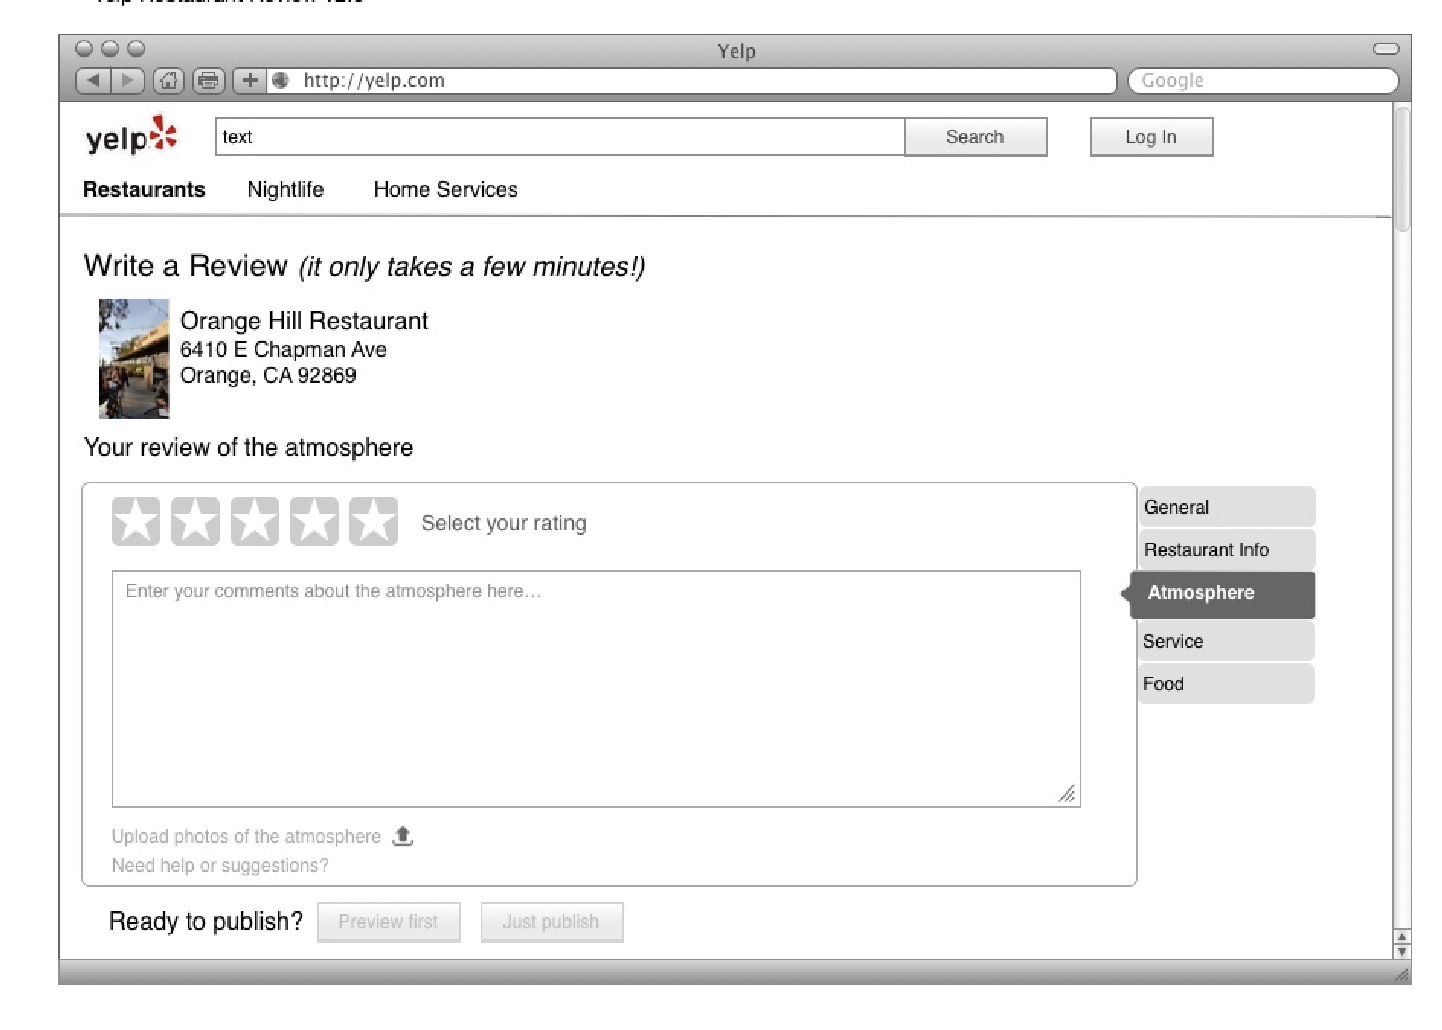 Yelp
http://yelp.com
Google
yelp
text
Search
Log In
Restaurants Nightlife Home Services
Write a Review (it only takes a few minutes!)
Orange Hill Restaurant
6410 E Chapman Ave
Orange, CA 92869
Your review of the atmosphere
Select your rating
General
Restaurant Info
Atmosphere
Service
Food
Enter your comments about the atmosphere here...
Upload photos of the atmosphere
Need help or suggestions?
Ready to publish? Preview first Just publish